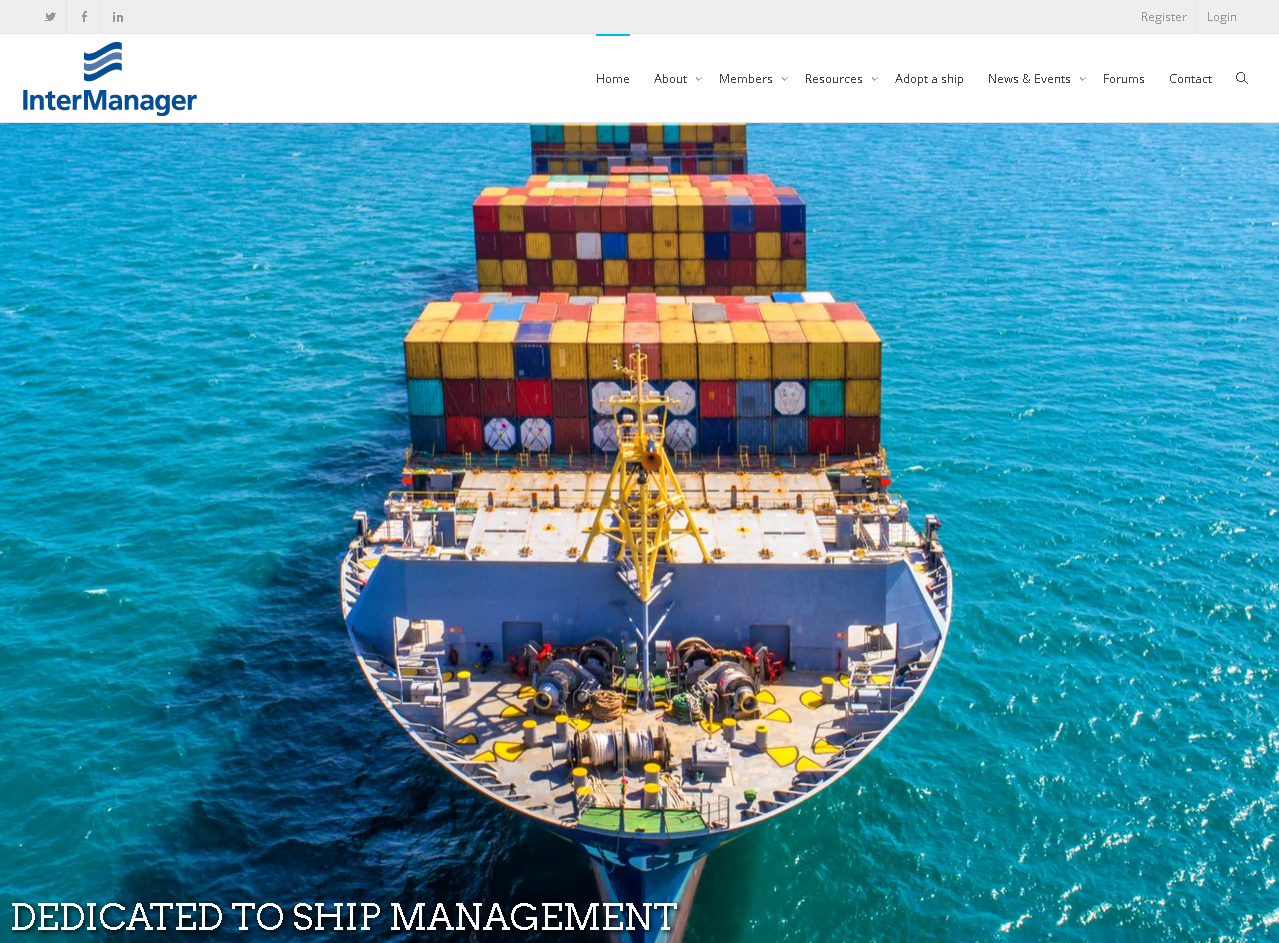 Register Login
InterManager
Home About Members Resources Adopt a ship News & Events Forums Contact
DEDICATED TO SHIP MANAGEMENT